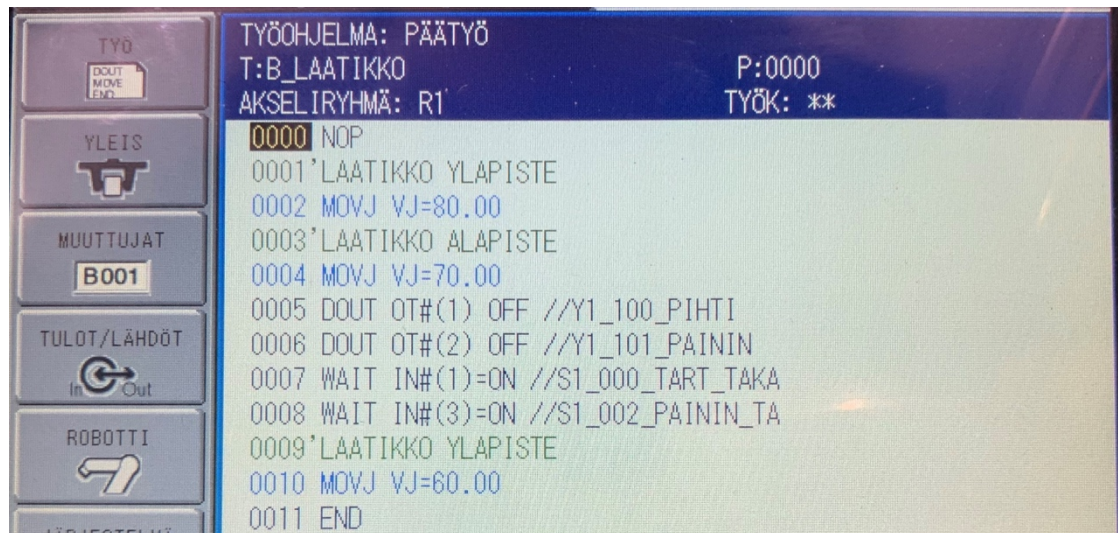 TYÖ
DOUT
MOVE
END
YLEIS
MUUTTUJAT
B001
TULOT/LÄHDÖT
In Out
ROBOTTI
JÄRJESTELMÄ
TYÖOHJELMA: PÄÄTYÖ
T:B_LAATIKKO P:0000
AKSELIRYHMÄ: R1 TYÖK: **
0000 NOP
0001'LAATIKKO YLAPISTE
0002 MOVJ VJ=80.00
0003'LAATIKKO ALAPISTE
0004 MOVJ VJ=70.00
0005 DOUT OT#(1) OFF //Y1_100_PIHTI
0006 DOUT OT#(2) OFF //Y1_101_PAININ
0007 WAIT IN#(1)=ON //S1_000_TART_TAKA
0008 WAIT IN#(3)=ON //S1_002_PAININ_TA
0009'LAATIKKO YLAPISTE
0010 MOVJ VJ=60.00
0011 END